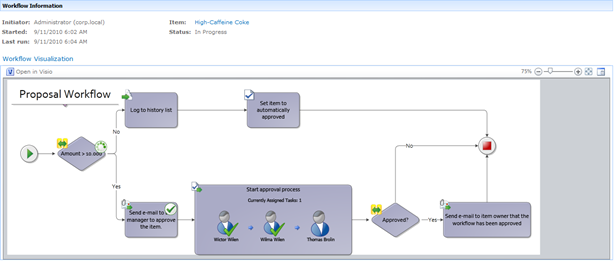 Workflow Information
Initiator: Administrator (corp.local) Item: High-Caffeine Coke
Started: 9/11/2010 6:02 AM Status: In Progress
Last run: 9/11/2010 6:04 AM
Workflow Visualization
Open in Visio 75%
Proposal Workflow
Log to history list
Set item to
automatically
approved
No
No
Amount > 10.000
Yes
Send e-mail to
manager to approve
the item
Start approval process
Currently Assigned Tasks: 1
Wictor Wilen Wilma Wilen Thomas Brolin
Approved?
Yes
Send e-mail to item owner that the
workflow has been approved